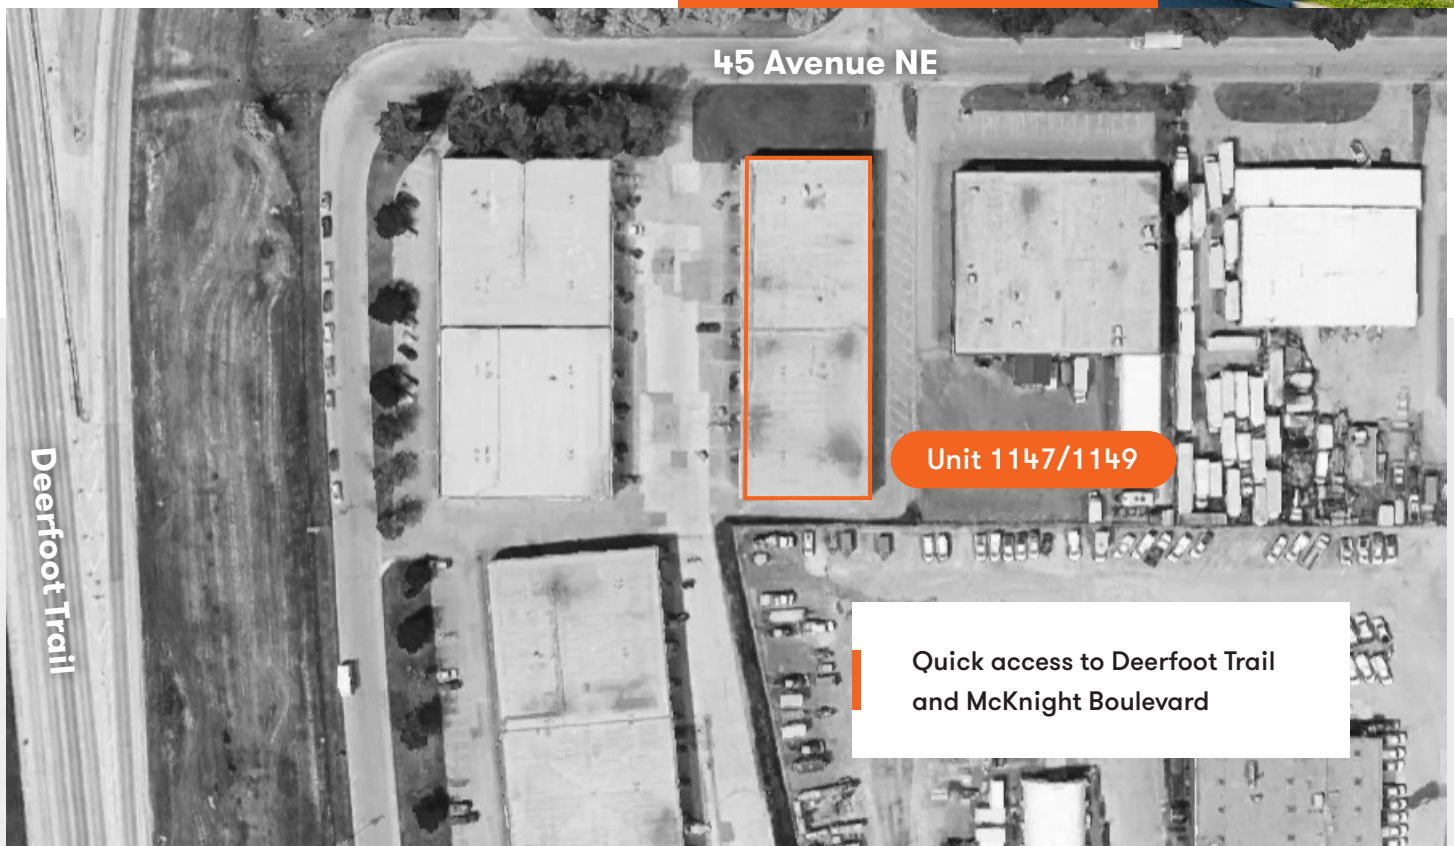 45 Avenue NE
Deerfoot Trail
Unit 1147/1149
Quick access to Deerfoot Trail
and McKnight Boulevard